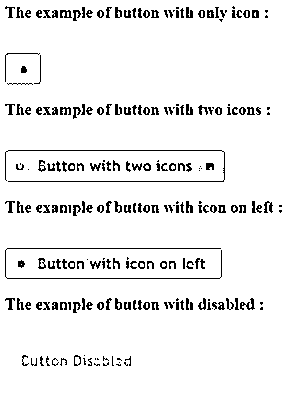 The example of button with only icon :
The example of button with two icons :
Button with two icons
The example of button with icon on left :
Button with icon on left
The example of button with disabled :
Button Disabled